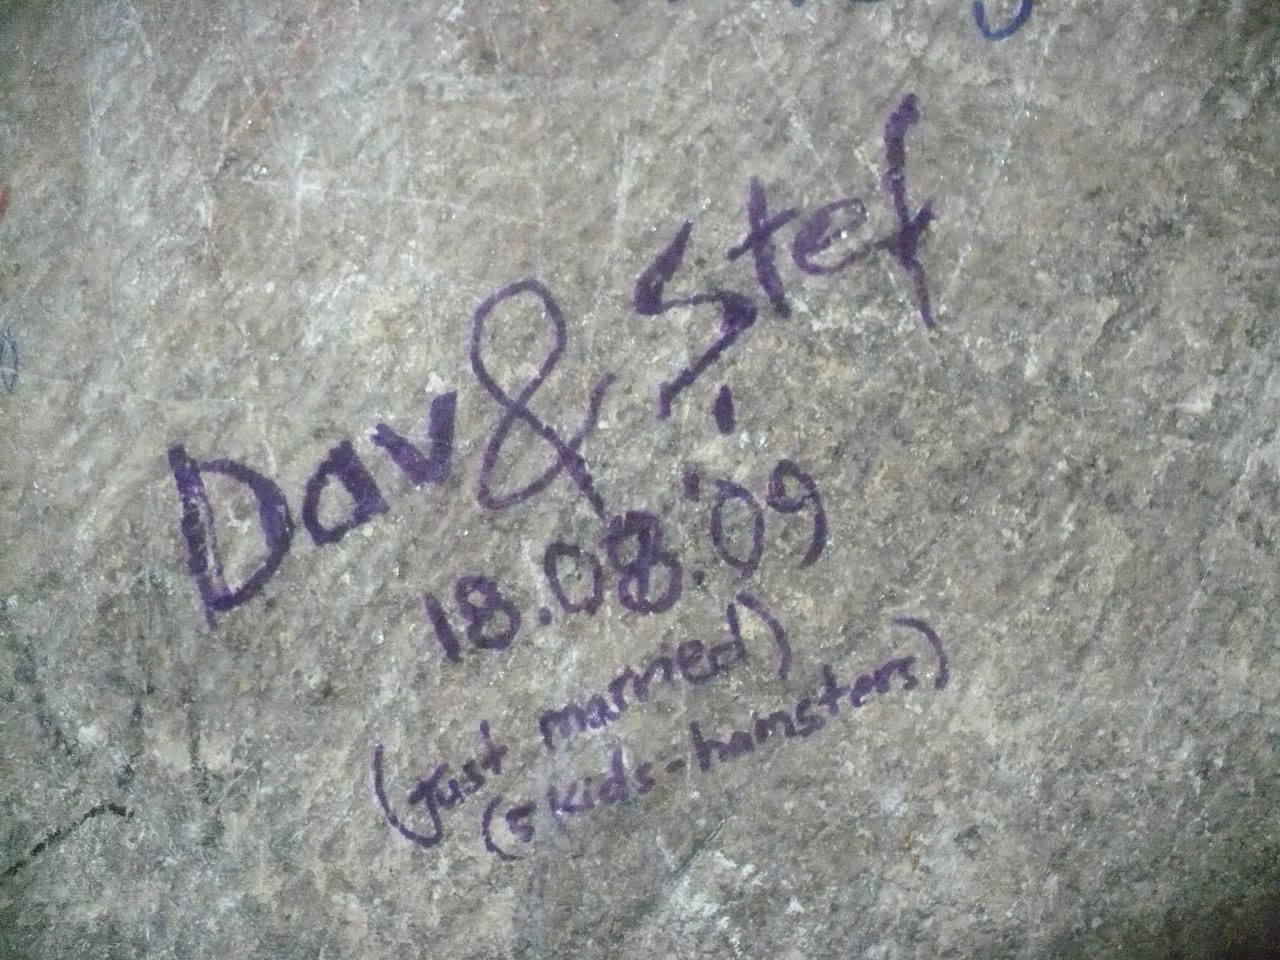 Dav & Stef
18.08.'09
(just married)
(5 kids-hamsters)